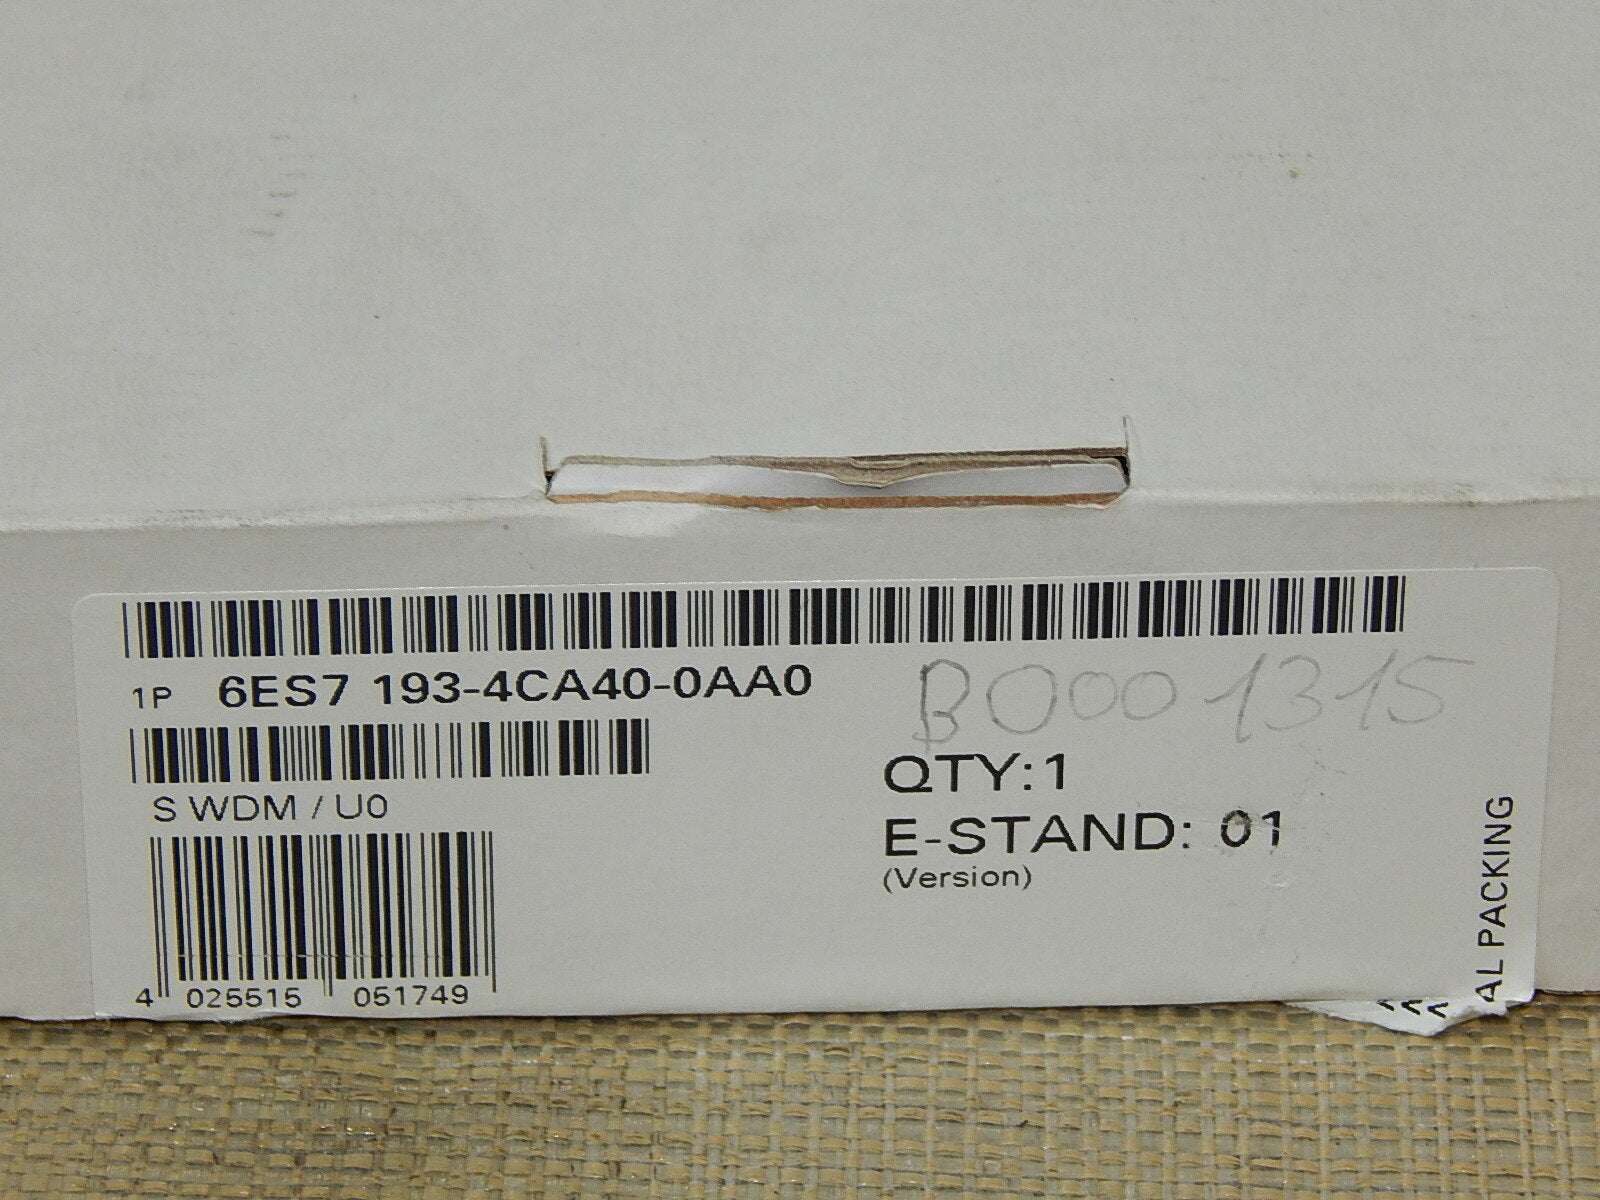 1P 6ES7 193-4CA40-0AA0
B0001315
S WDM / U0
QTY:1
E-STAND: 01
(Version)
4 025515 051749
AL PACKING